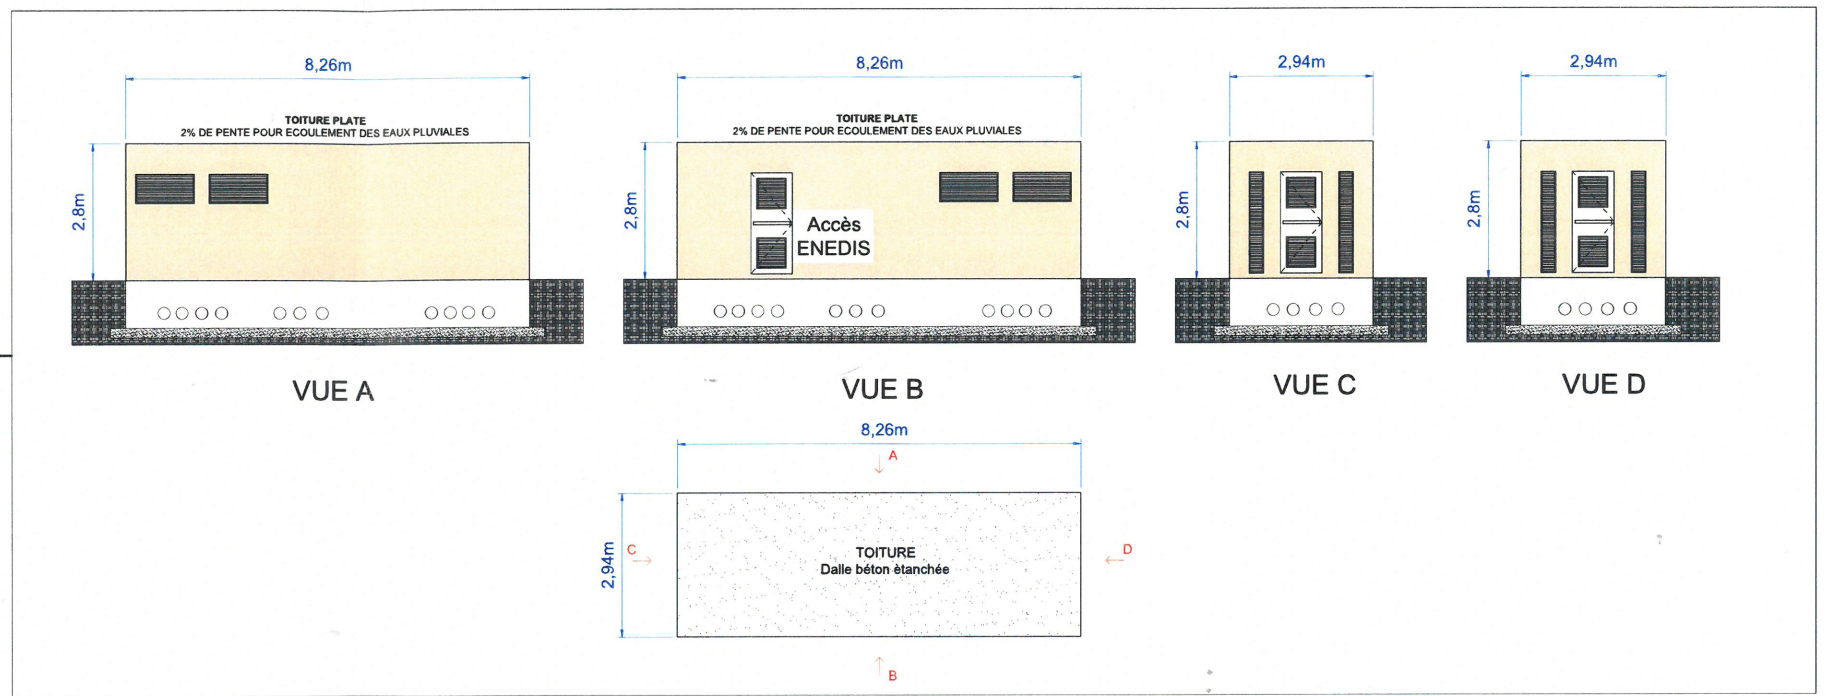 8,26m
TOITURE PLATE
2% DE PENTE POUR ECOULEMENT DES EAUX PLUVIALES
2,8m
VUE A
8,26m
TOITURE PLATE
2% DE PENTE POUR ECOULEMENT DES EAUX PLUVIALES
2,8m
Accès
ENEDIS
VUE B
2,94m
2,8m
VUE C
2,94m
2,8m
VUE D
8,26m
A
2,94m
C
TOITURE
Dalle béton ètanchée
D
B